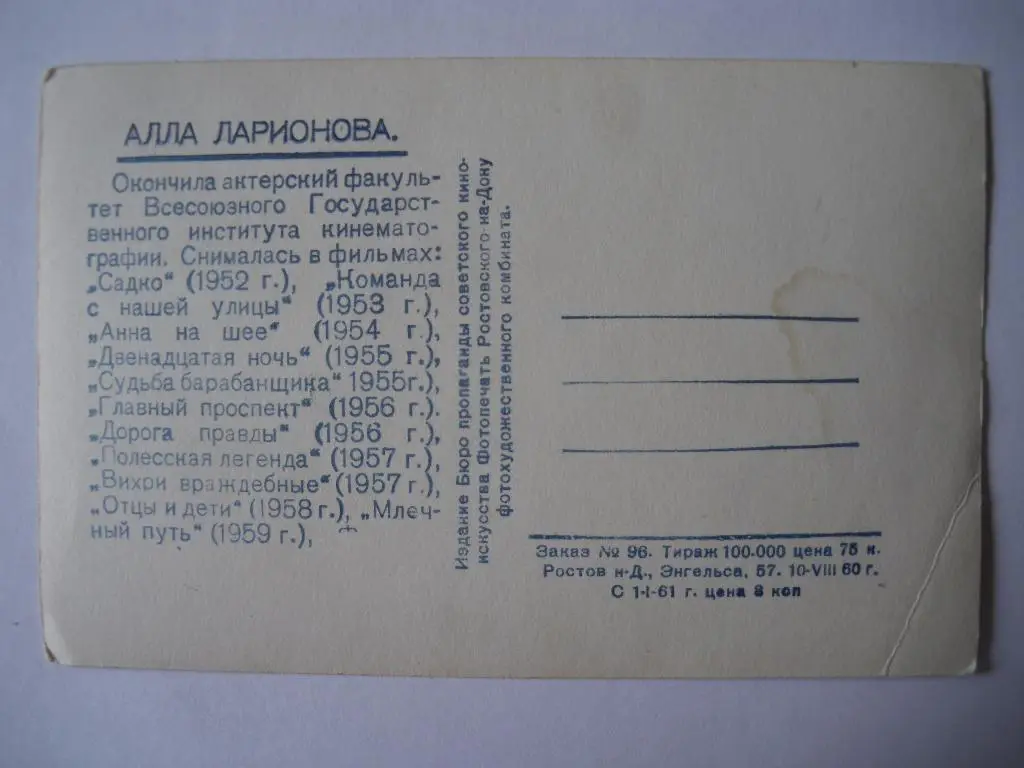 АЛЛА ЛАРИОНОВА.
Окончила актерский факуль-
тет Всесоюзного Государст-
венного института кинемато-
графии. Снималась в фильмах:
„Садко“ (1952 г.), „Команда
с нашей улицы“ (1953 г.),
„Анна на шее“ (1954 г.),
„Двенадцатая ночь“ (1955 г.),
„Судьба барабанщика“ 1955г.),
„Главный проспект“ (1956 г.).
„Дорога правды“ (1956 г.),
„Полесская легенда“ (1957 г.),
„Вихри враждебные“ (1957 г.),
„Отцы и дети“ (1958 г.), „Млеч-
ный путь“ (1959 г.),
Издание Бюро пропаганды советского кино-
искусства Фотопечать Ростовского-на-Дону
фотохудожественного комбината.
Заказ № 96. Тираж 100.000 цена 75 к.
Ростов н-Д., Энгельса, 57. 10-VIII 60 г.
С 1-I-61 г. цена 8 коп